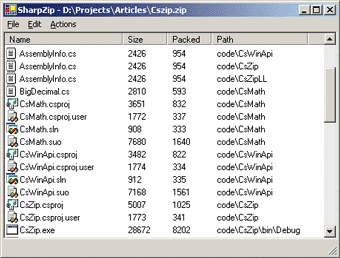 SharpZip - D:\Projects\Articles\Cszip.zip
File Edit Actions
Name Size Packed Path
AssemblyInfo.cs 2426 954 code\CsWinApi
AssemblyInfo.cs 2426 954 code\CsZip
AssemblyInfo.cs 2426 954 code\CsZipLL
BigDecimal.cs 2810 593 code\CsMath
CsMath.csproj 3651 832 code\CsMath
CsMath.csproj.user 1772 337 code\CsMath
CsMath.sln 908 333 code\CsMath
CsMath.suo 7680 1640 code\CsMath
CsWinApi.csproj 3482 822 code\CsWinApi
CsWinApi.csproj.user 1774 334 code\CsWinApi
CsWinApi.sln 912 335 code\CsWinApi
CsWinApi.suo 7168 1561 code\CsWinApi
CsZip.csproj 5007 1025 code\CsZip
CsZip.csproj.user 1773 341 code\CsZip
CsZip.exe 28672 8202 code\CsZip\bin\Debug